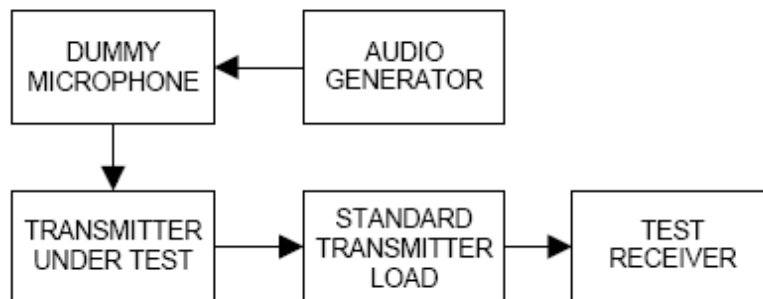 DUMMY
MICROPHONE
AUDIO
GENERATOR
TRANSMITTER
UNDER TEST
STANDARD
TRANSMITTER
LOAD
TEST
RECEIVER